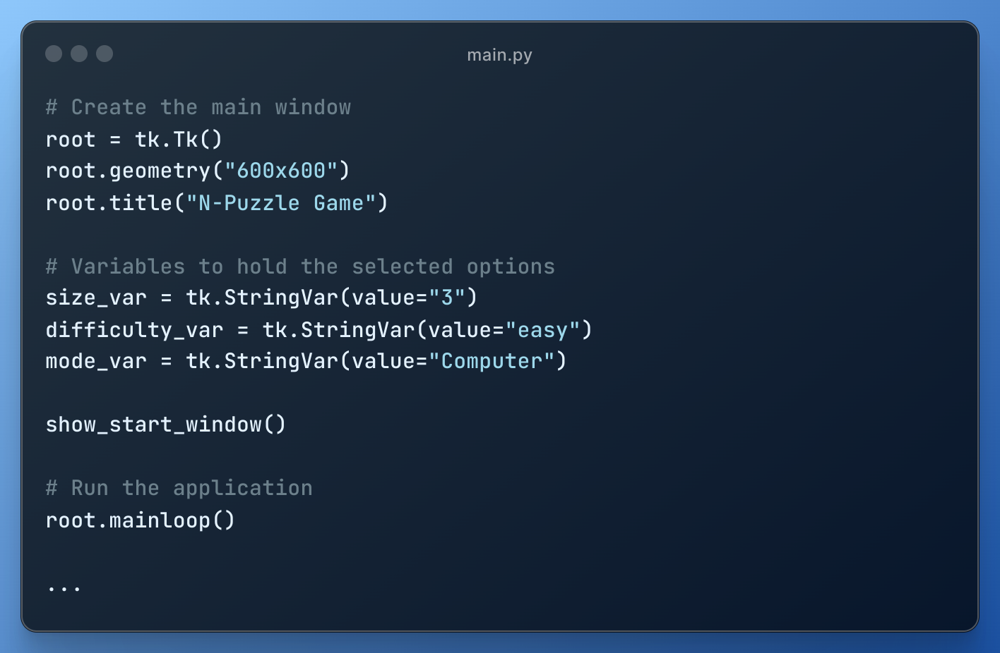 main.py
# Create the main window
root = tk.Tk()
root.geometry("600x600")
root.title("N-Puzzle Game")
# Variables to hold the selected options
size_var = tk.StringVar(value="3")
difficulty_var = tk.StringVar(value="easy")
mode_var = tk.StringVar(value="Computer")
show_start_window()
# Run the application
root.mainloop()
...